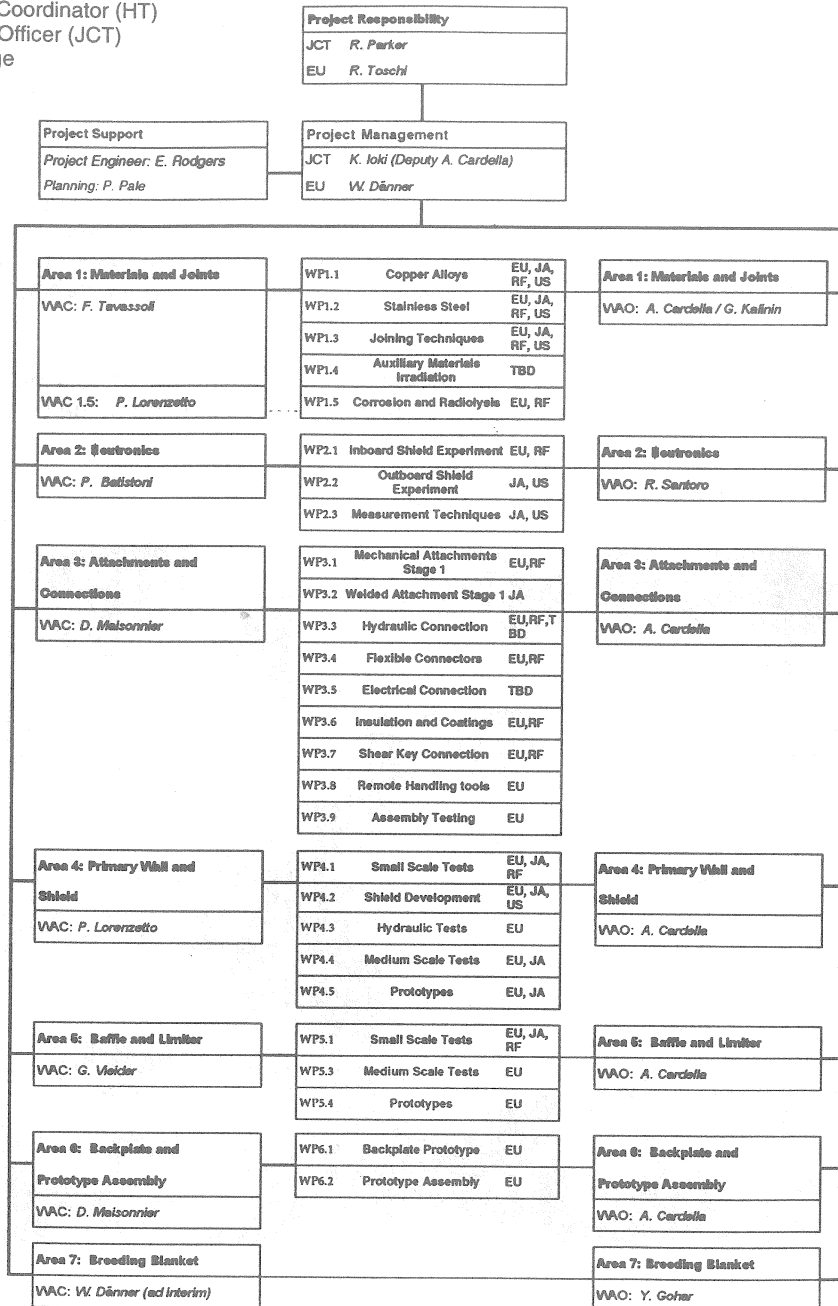 Coordinator (HT)
Officer (JCT)
Project Responsibility
JCT R. Parker
EU R. Toschi
Project Support
Project Engineer: E. Rodgers
Planning: P. Pale
Project Management
JCT K. Ioki (Deputy A. Cardella)
EU W. Dänner
Area 1: Materials and Joints
WAC: F. Tavassoli
WAC 1.5: P. Lorenzetto
WP1.1 Copper Alloys EU, JA,
RF, US
WP1.2 Stainless Steel EU, JA,
RF, US
WP1.3 Joining Techniques EU, JA,
RF, US
WP1.4 Auxiliary Materials
Irradiation TBD
WP1.5 Corrosion and Radiolysis EU, RF
Area 1: Materials and Joints
WAO: A. Cardella / G. Kalinin
Area 2: Neutronics
WAC: P. Batistoni
WP2.1 Inboard Shield Experiment EU, RF
WP2.2 Outboard Shield
Experiment JA, US
WP2.3 Measurement Techniques JA, US
Area 2: Neutronics
WAO: R. Santoro
Area 3: Attachments and
Connections
WAC: D. Maisonnier
WP3.1 Mechanical Attachments
Stage 1 EU,RF
WP3.2 Welded Attachment Stage 1 JA
WP3.3 Hydraulic Connection EU,RF,T
BD
WP3.4 Flexible Connectors EU,RF
WP3.5 Electrical Connection TBD
WP3.6 Insulation and Coatings EU,RF
WP3.7 Shear Key Connection EU,RF
WP3.8 Remote Handling tools EU
WP3.9 Assembly Testing EU
Area 3: Attachments and
Connections
WAO: A. Cardella
Area 4: Primary Wall and
Shield
WAC: P. Lorenzetto
WP4.1 Small Scale Tests EU, JA,
RF
WP4.2 Shield Development EU, JA,
US
WP4.3 Hydraulic Tests EU
WP4.4 Medium Scale Tests EU, JA
WP4.5 Prototypes EU, JA
Area 4: Primary Wall and
Shield
WAO: A. Cardella
Area 5: Baffle and Limiter
WAC: G. Vieider
WP5.1 Small Scale Tests EU, JA,
RF
WP5.3 Medium Scale Tests EU
WP5.4 Prototypes EU
Area 5: Baffle and Limiter
WAO: A. Cardella
Area 6: Backplate and
Prototype Assembly
WAC: D. Maisonnier
WP6.1 Backplate Prototype EU
WP6.2 Prototype Assembly EU
Area 6: Backplate and
Prototype Assembly
WAO: A. Cardella
Area 7: Breeding Blanket
WAC: W. Dänner (ad interim)
Area 7: Breeding Blanket
WAO: Y. Gohar